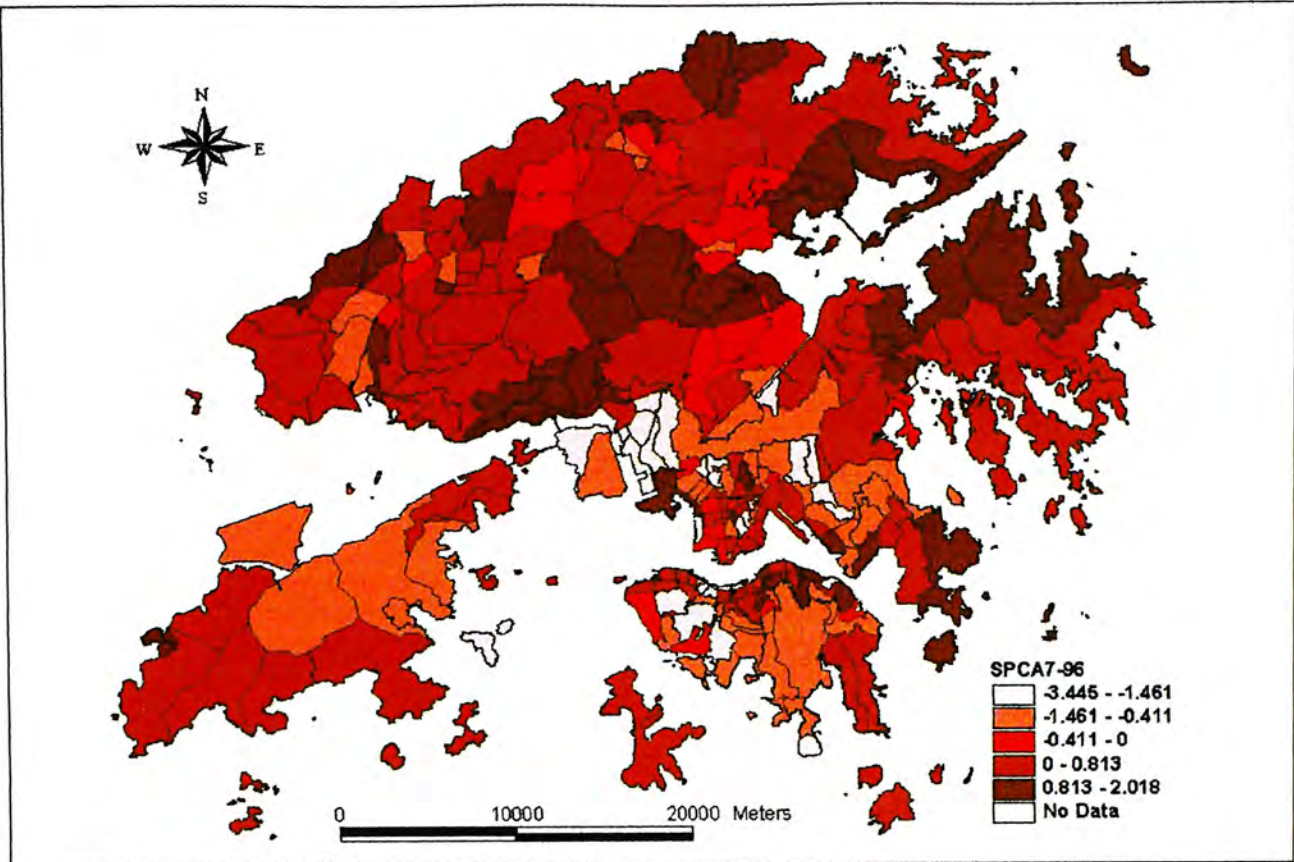 N
W E
S
SPCA7-96
-3.445 - -1.461
-1.461 - -0.411
-0.411 - 0
0 - 0.813
0.813 - 2.018
No Data
0 10000 20000 Meters